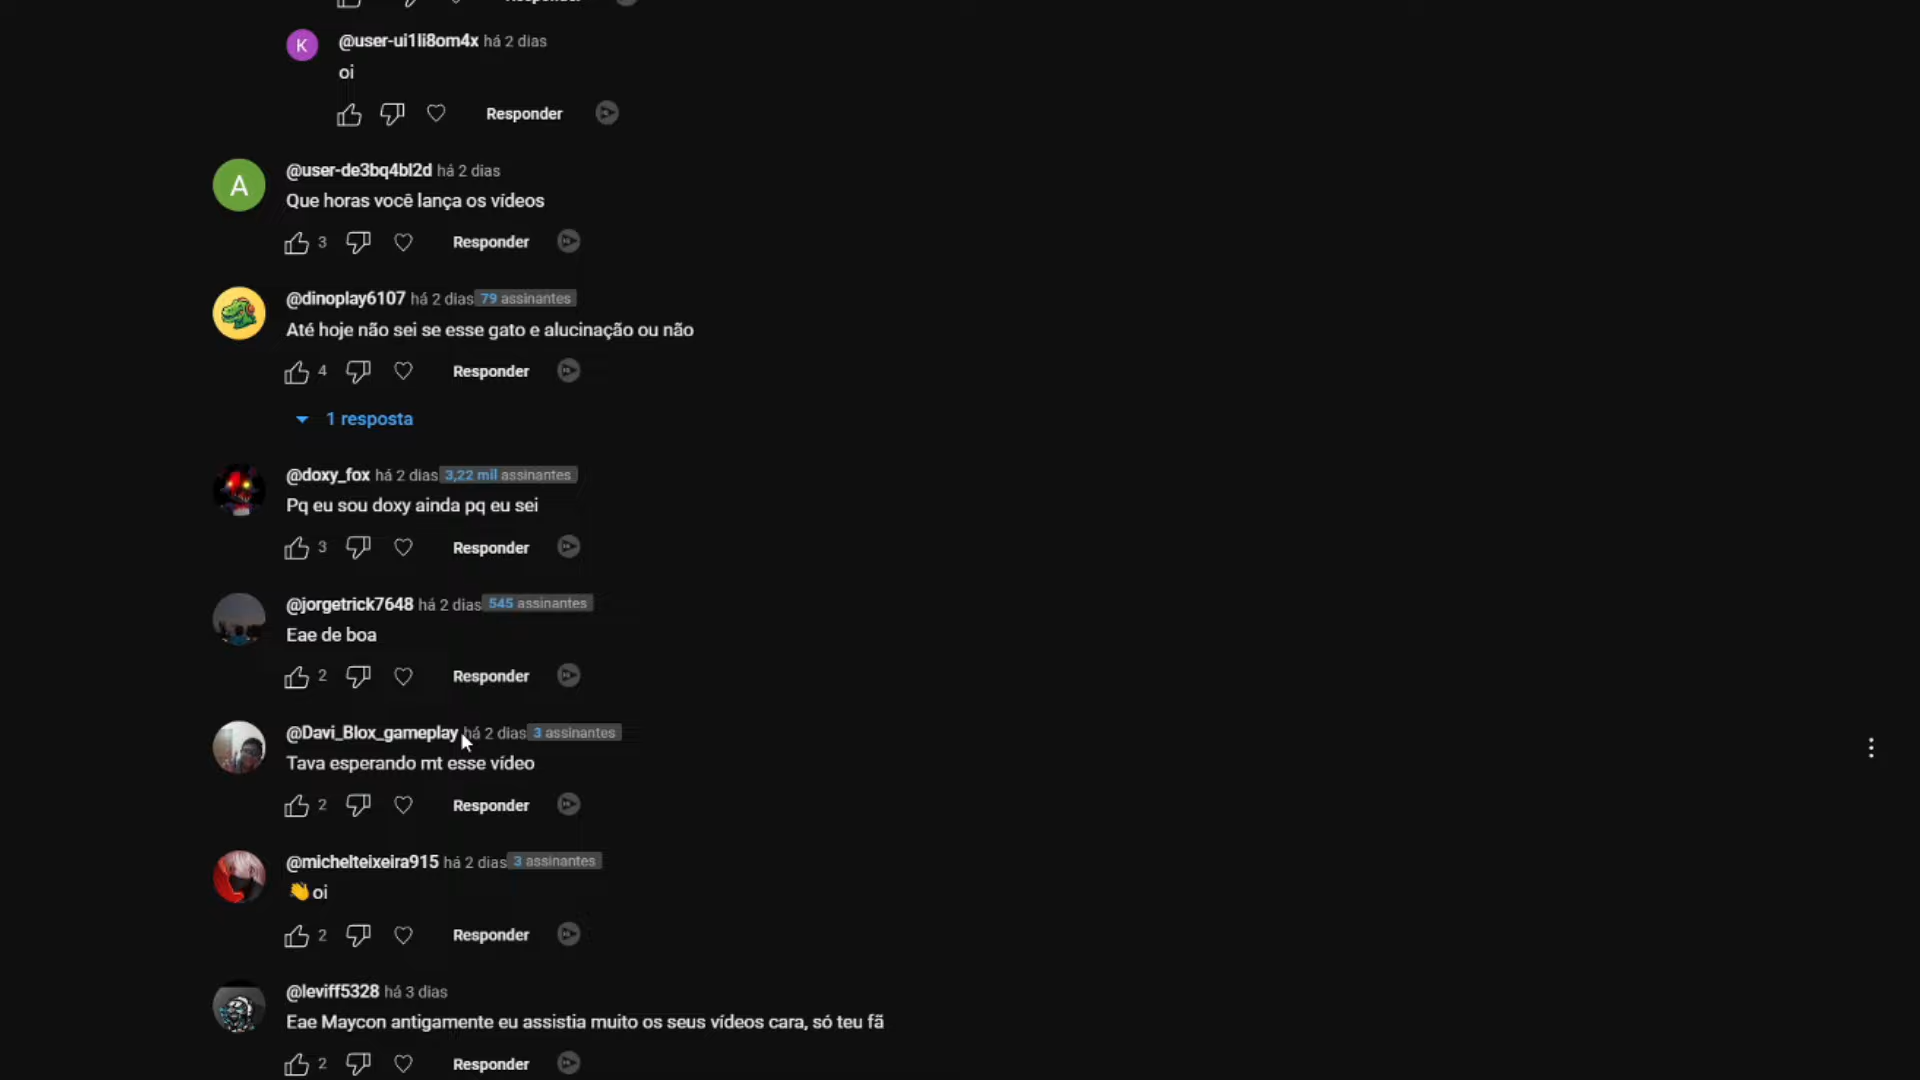 Responder
K
@user-ui1li8om4x há 2 dias
oi
Responder
A
@user-de3bq4bl2d há 2 dias
Que horas você lança os vídeos
3 Responder
@dinoplay6107 há 2 dias 79 assinantes
Até hoje não sei se esse gato e alucinação ou não
4 Responder
1 resposta
@doxy_fox há 2 dias 3,22 mil assinantes
Pq eu sou doxy ainda pq eu sei
3 Responder
@jorgetrick7648 há 2 dias 545 assinantes
Eae de boa
2 Responder
@Davi_Blox_gameplay há 2 dias 3 assinantes
Tava esperando mt esse vídeo
2 Responder
@michelteixeira915 há 2 dias 3 assinantes
👋 oi
2 Responder
@leviff5328 há 3 dias
Eae Maycon antigamente eu assistia muito os seus vídeos cara, só teu fã
2 Responder